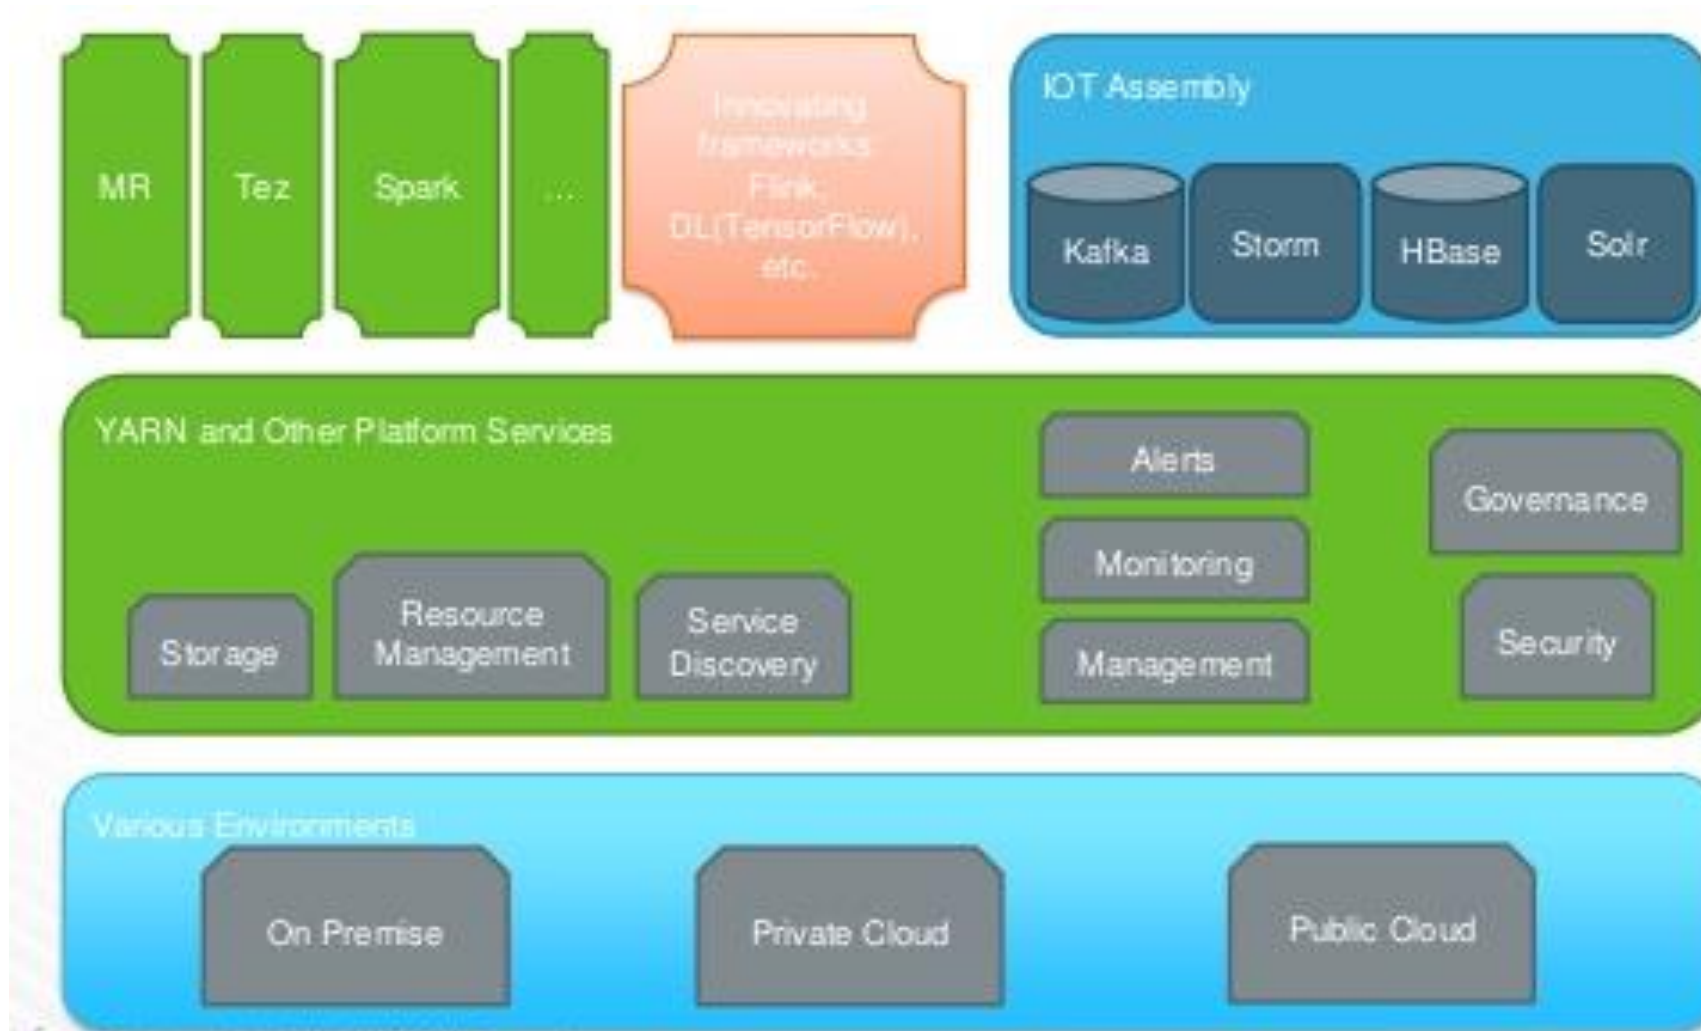 MR
Tez
Spark
...
Innovating
frameworks
Flink,
DL(TensorFlow),
etc.
IOT Assembly
Kafka
Storm
HBase
Solr
YARN and Other Platform Services
Storage
Resource
Management
Service
Discovery
Alerts
Monitoring
Management
Governance
Security
Various Environments
On Premise
Private Cloud
Public Cloud